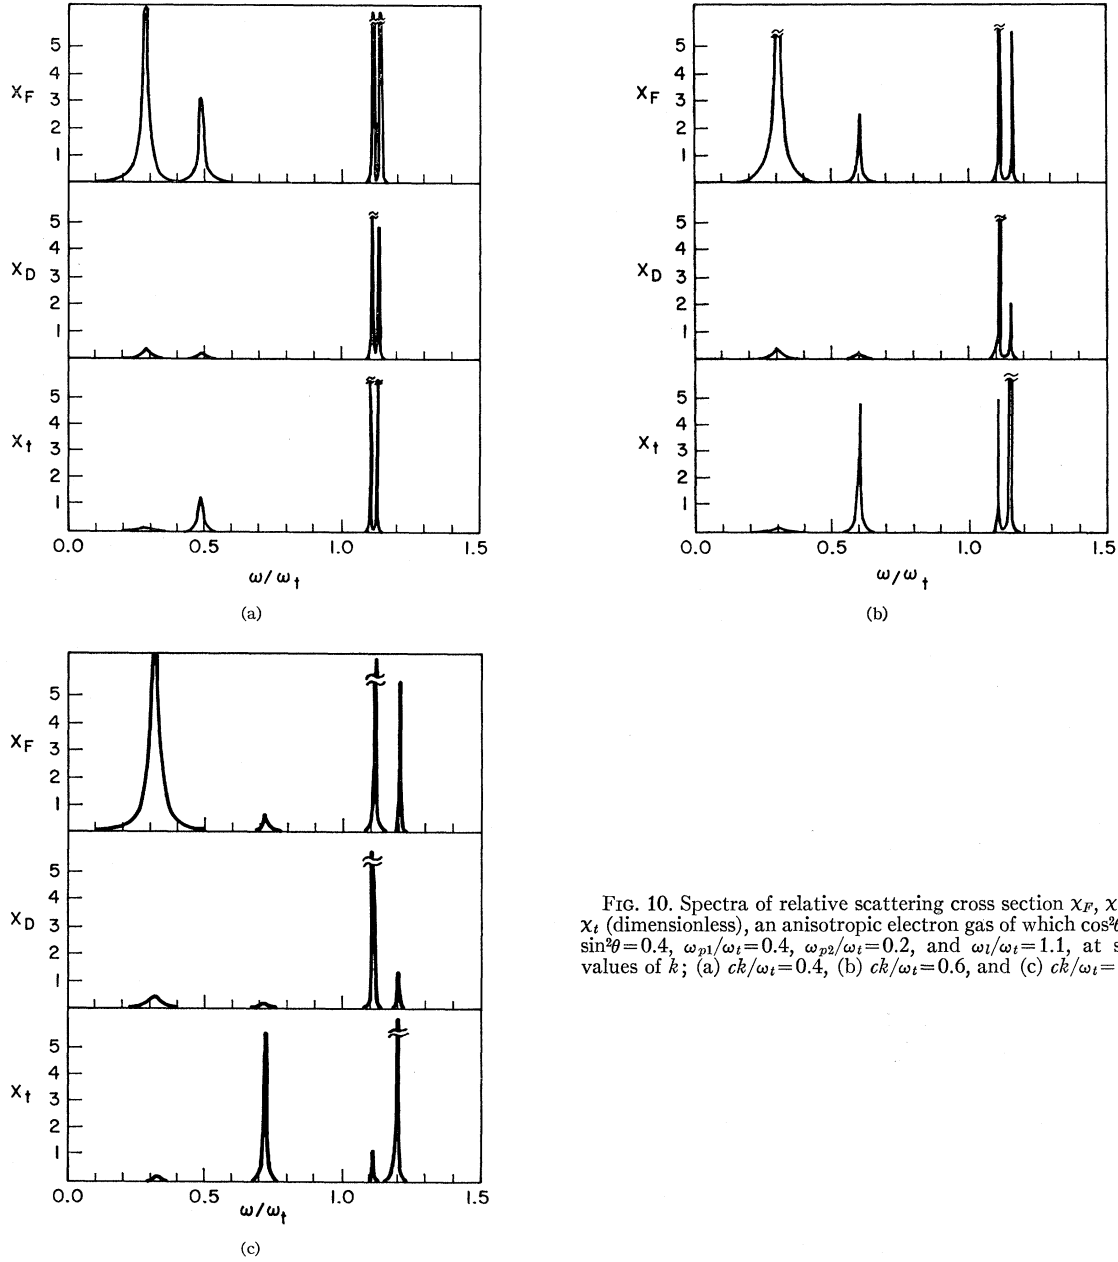 5
4
χF 3
2
1
5
4
χD 3
2
1
5
4
χt 3
2
1
0.0 0.5 1.0 1.5
ω/ωt
(a)
5
4
χF 3
2
1
5
4
χD 3
2
1
5
4
χt 3
2
1
0.0 0.5 1.0 1.5
ω/ωt
(b)
5
4
χF 3
2
1
5
4
χD 3
2
1
5
4
χt 3
2
1
0.0 0.5 1.0 1.5
ω/ωt
(c)
FIG. 10. Spectra of relative scattering cross section χF, χ
χt (dimensionless), an anisotropic electron gas of which cos²θ
sin²θ=0.4, ωp1/ωt=0.4, ωp2/ωt=0.2, and ωl/ωt=1.1, at s
values of k; (a) ck/ωt=0.4, (b) ck/ωt=0.6, and (c) ck/ωt=